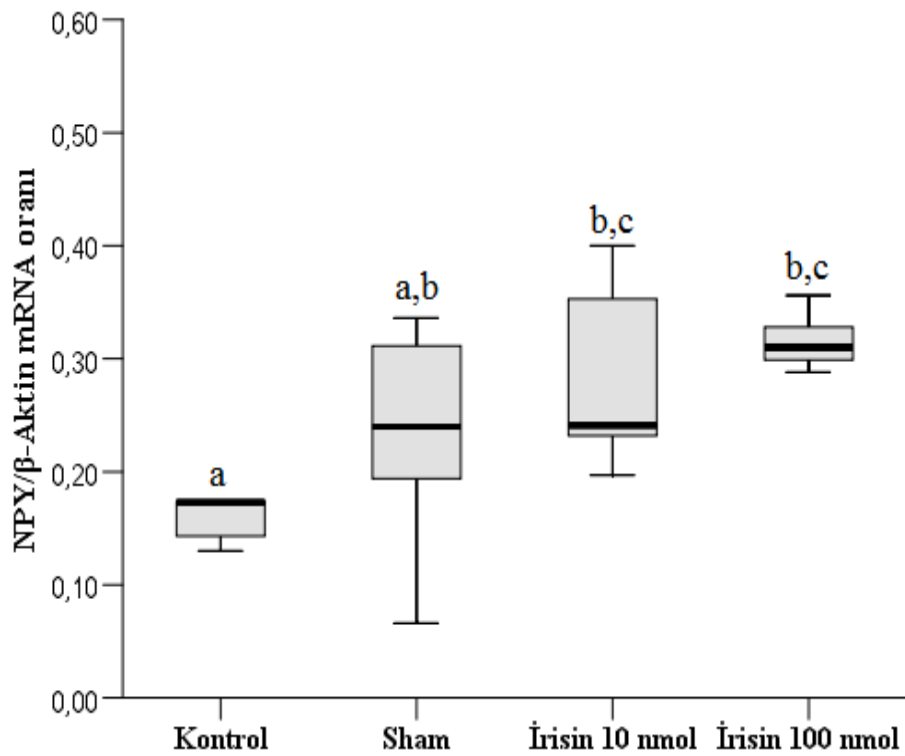 0,60
0,50
0,40
0,30
0,20
0,10
0,00
NPY/β-Aktin mRNA oranı
a
a,b
b,c
b,c
Kontrol
Sham
İrisin 10 nmol
İrisin 100 nmol